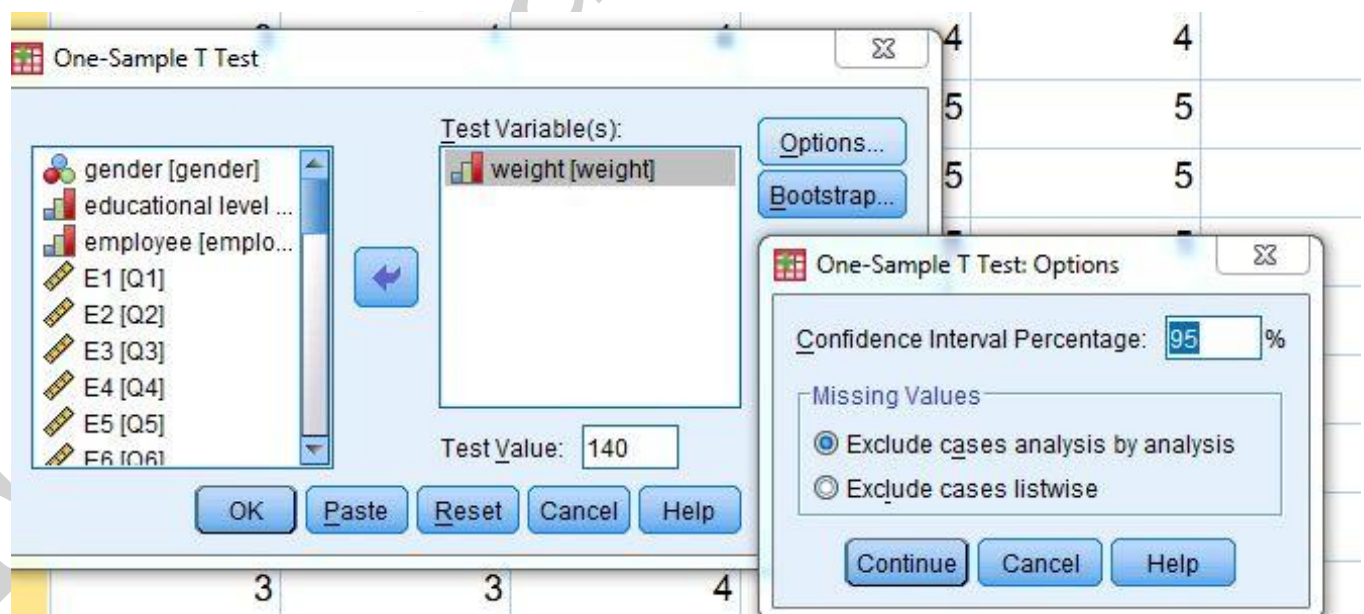 4 4
One-Sample T Test
5 5
Test Variable(s):
Options...
gender [gender]
weight [weight]
5 5
educational level ...
Bootstrap...
employee [emplo...
E1 [Q1]
One-Sample T Test: Options
E2 [Q2]
E3 [Q3]
Confidence Interval Percentage: 95 %
E4 [Q4]
Missing Values
E5 [Q5]
Exclude cases analysis by analysis
E6 [Q6]
Test Value: 140
Exclude cases listwise
OK Paste Reset Cancel Help
Continue Cancel Help
3 3 4